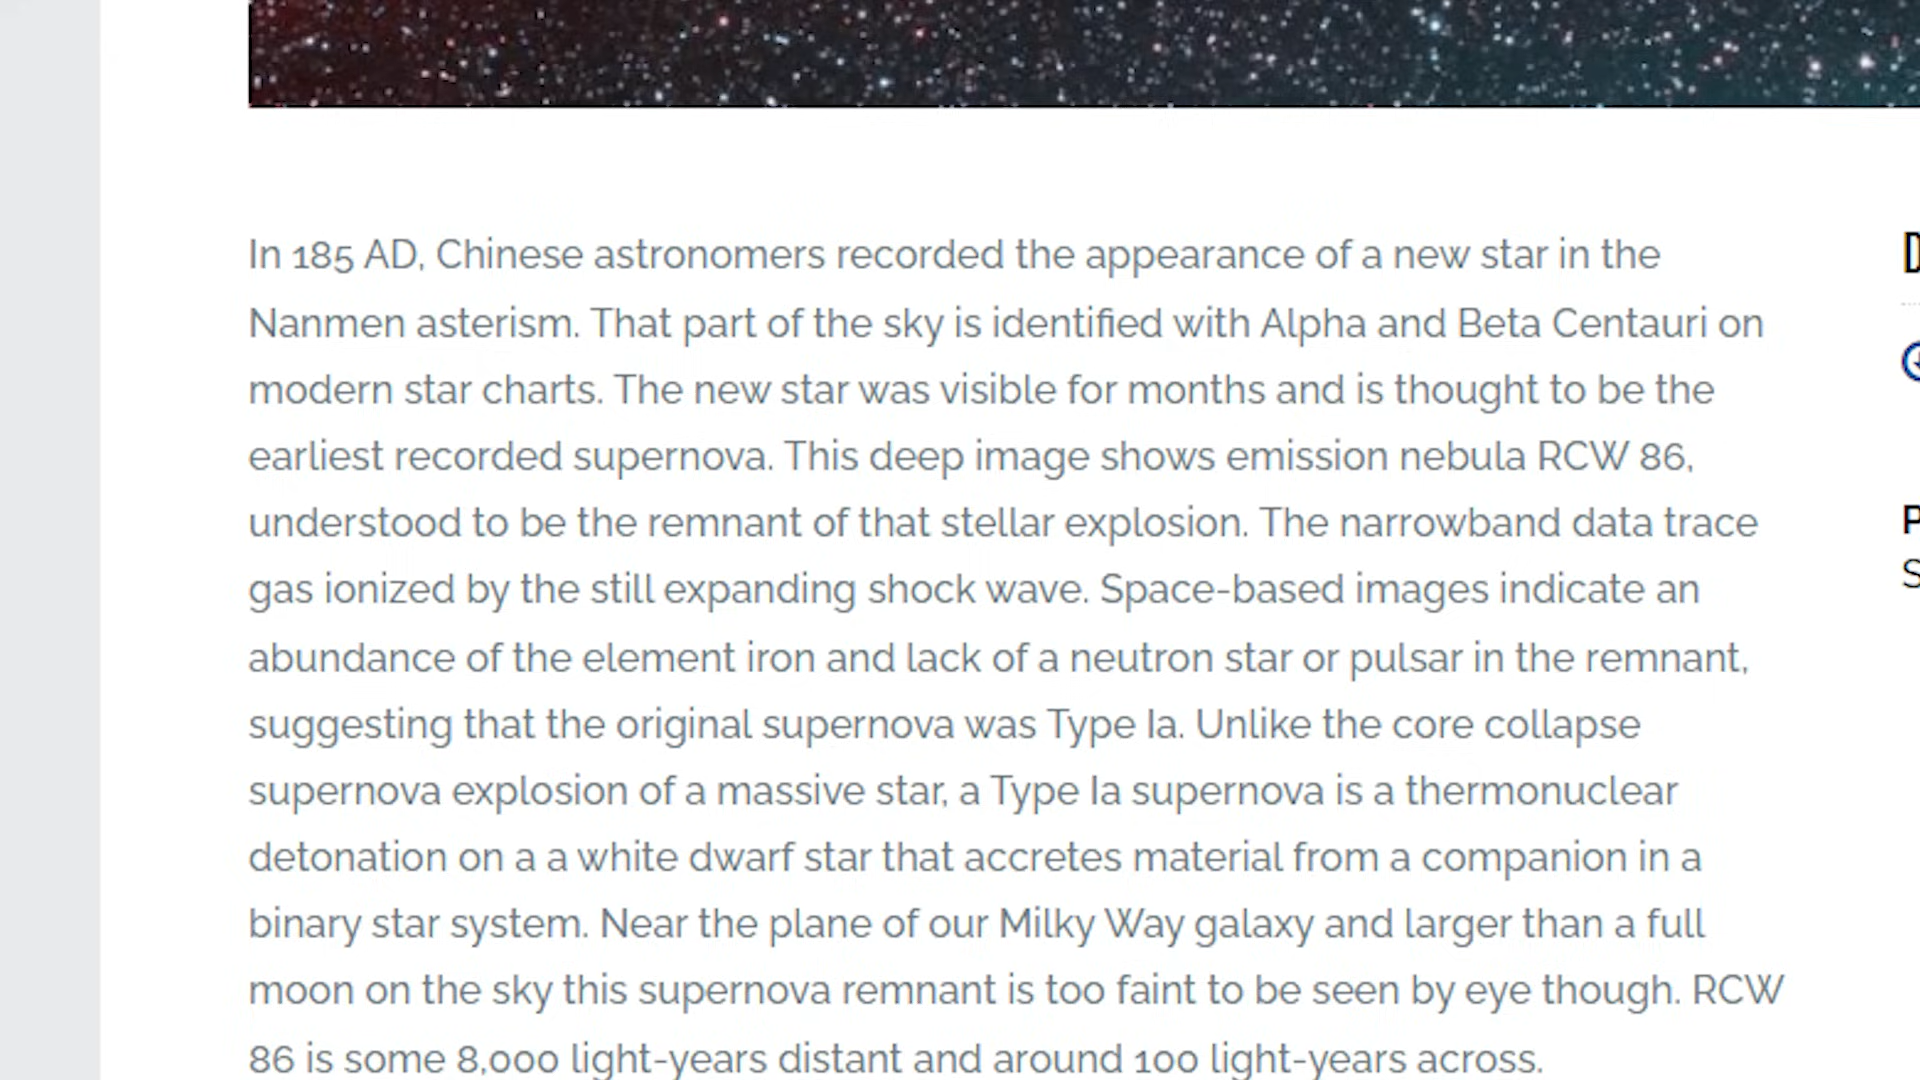 In 185 AD, Chinese astronomers recorded the appearance of a new star in the
Nanmen asterism. That part of the sky is identified with Alpha and Beta Centauri on
modern star charts. The new star was visible for months and is thought to be the
earliest recorded supernova. This deep image shows emission nebula RCW 86,
understood to be the remnant of that stellar explosion. The narrowband data trace
gas ionized by the still expanding shock wave. Space-based images indicate an
abundance of the element iron and lack of a neutron star or pulsar in the remnant,
suggesting that the original supernova was Type Ia. Unlike the core collapse
supernova explosion of a massive star, a Type Ia supernova is a thermonuclear
detonation on a a white dwarf star that accretes material from a companion in a
binary star system. Near the plane of our Milky Way galaxy and larger than a full
moon on the sky this supernova remnant is too faint to be seen by eye though. RCW
86 is some 8,000 light-years distant and around 100 light-years across.